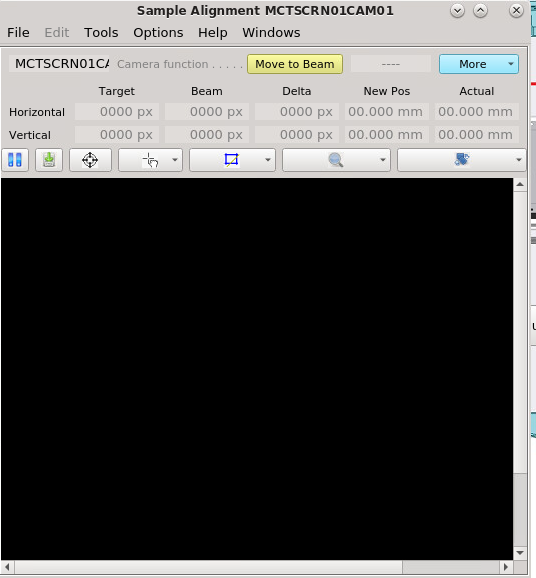 Sample Alignment MCTSCRN01CAM01
File Edit Tools Options Help Windows
MCTSCRN01CA Camera function . . . . . Move to Beam ---- More
Target Beam Delta New Pos Actual
Horizontal 0000 px 0000 px 0000 px 00.000 mm 00.000 mm
Vertical 0000 px 0000 px 0000 px 00.000 mm 00.000 mm